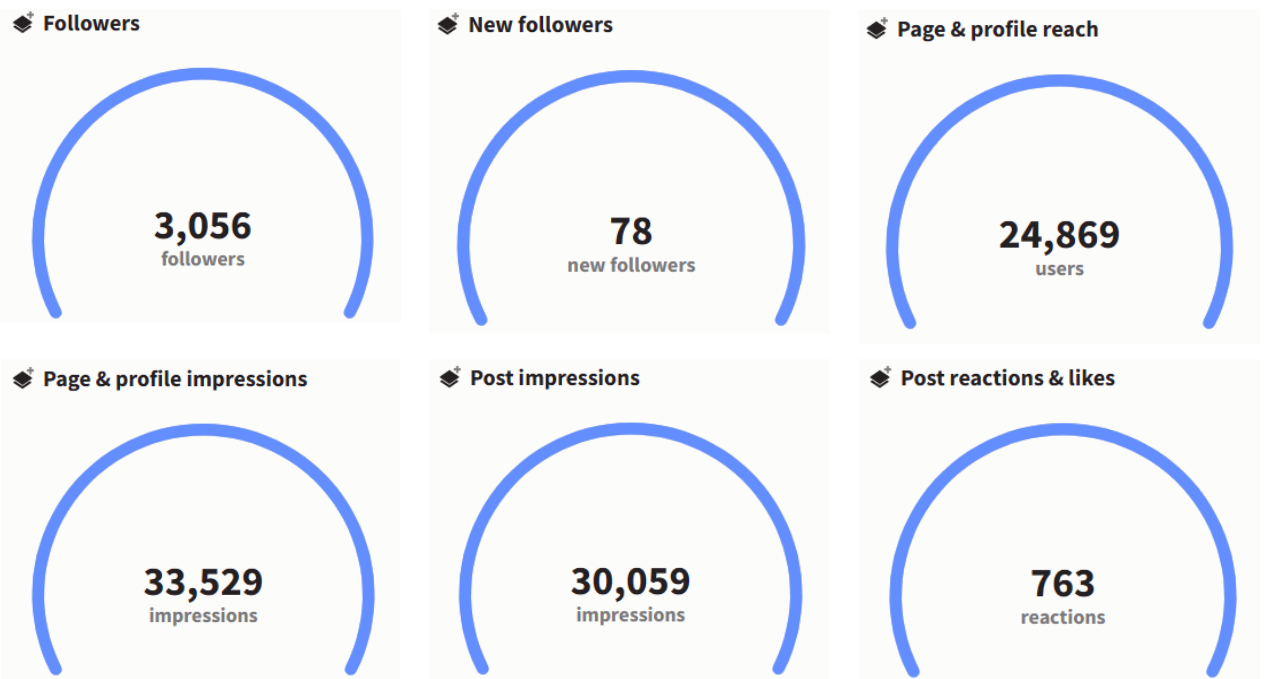 Followers
3,056
followers
New followers
78
new followers
Page & profile reach
24,869
users
Page & profile impressions
33,529
impressions
Post impressions
30,059
impressions
Post reactions & likes
763
reactions